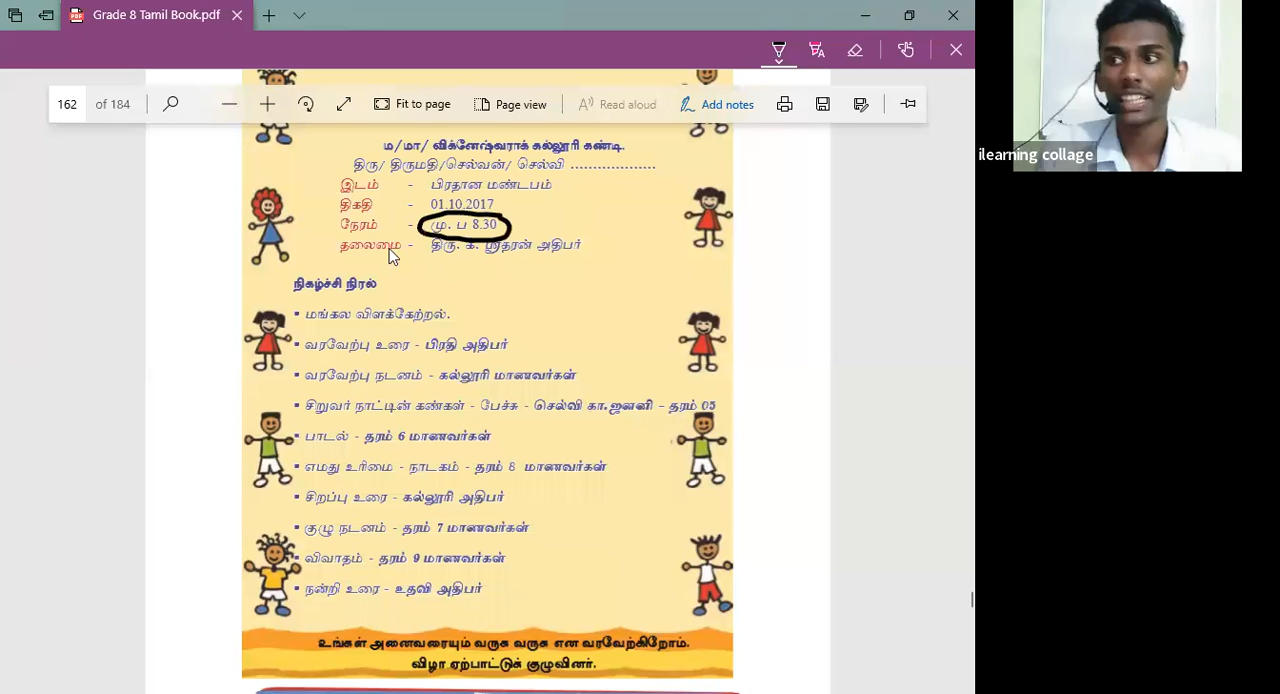 Grade 8 Tamil Book.pdf
162 of 184
Fit to page
Page view
Read aloud
Add notes
ilearning collage
ம/மா/ விக்னேஷ்வராக் கல்லூரி கண்டி.
திரு/ திருமதி/செல்வன்/ செல்வி ...................
இடம் - பிரதான மண்டபம்
திகதி - 01.10.2017
நேரம் - மு. ப 8.30
தலைமை - திரு. க. ஸ்ரீதரன் அதிபர்
நிகழ்ச்சி நிரல்
▪ மங்கல விளக்கேற்றல்.
▪ வரவேற்பு உரை - பிரதி அதிபர்
▪ வரவேற்பு நடனம் - கல்லூரி மாணவர்கள்
▪ சிறுவர் நாட்டின் கண்கள் - பேச்சு - செல்வி கா.ஜனனி - தரம் 05
▪ பாடல் - தரம் 6 மாணவர்கள்
▪ எமது உரிமை - நாடகம் - தரம் 8 மாணவர்கள்
▪ சிறப்பு உரை - கல்லூரி அதிபர்
▪ குழு நடனம் - தரம் 7 மாணவர்கள்
▪ விவாதம் - தரம் 9 மாணவர்கள்
▪ நன்றி உரை - உதவி அதிபர்
உங்கள் அனைவரையும் வருக வருக என வரவேற்கிறோம்.
விழா ஏற்பாட்டுக் குழுவினர்.